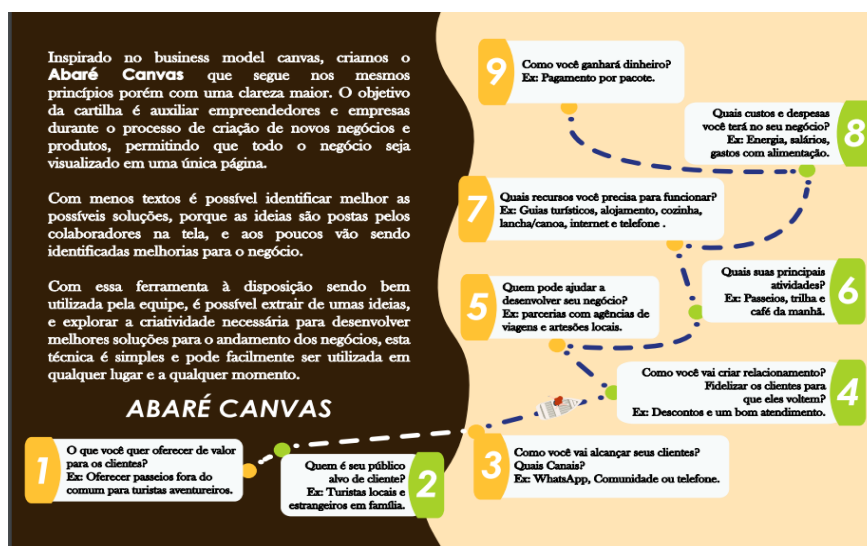 Inspirado no business model canvas, criamos o
Abaré Canvas que segue nos mesmos
princípios porém com uma clareza maior. O objetivo
da cartilha é auxiliar empreendedores e empresas
durante o processo de criação de novos negócios e
produtos, permitindo que todo o negócio seja
visualizado em uma única página.
Com menos textos é possível identificar melhor as
possíveis soluções, porque as ideias são postas pelos
colaboradores na tela, e aos poucos vão sendo
identificadas melhorias para o negócio.
Com essa ferramenta à disposição sendo bem
utilizada pela equipe, é possível extrair de umas ideias,
e explorar a criatividade necessária para desenvolver
melhores soluções para o andamento dos negócios, esta
técnica é simples e pode facilmente ser utilizada em
qualquer lugar e a qualquer momento.
ABARÉ CANVAS
1
O que você quer oferecer de valor
para os clientes?
Ex: Oferecer passeios fora do
comum para turistas aventureiros.
2
Quem é seu público
alvo de cliente?
Ex: Turistas locais e
estrangeiros em família.
3
Como você vai alcançar seus clientes?
Quais Canais?
Ex: WhatsApp, Comunidade ou telefone.
4
Como você vai criar relacionamento?
Fidelizar os clientes para
que eles voltem?
Ex: Descontos e um bom atendimento.
5
Quem pode ajudar a
desenvolver seu negócio?
Ex: parcerias com agências de
viagens e artesões locais.
6
Quais suas principais
atividades?
Ex: Passeios, trilha e
café da manhã.
7
Quais recursos você precisa para funcionar?
Ex: Guias turísticos, alojamento, cozinha,
lancha/canoa, internet e telefone .
8
Quais custos e despesas
você terá no seu negócio?
Ex: Energia, salários,
gastos com alimentação.
9
Como você ganhará dinheiro?
Ex: Pagamento por pacote.